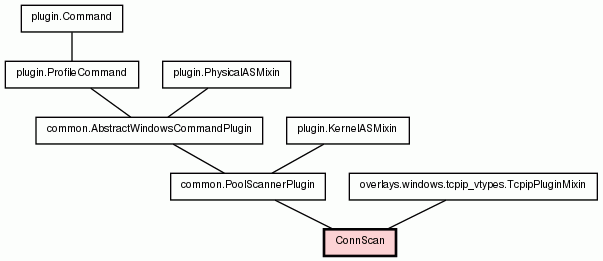 plugin.Command
plugin.ProfileCommand
plugin.PhysicalASMixin
common.AbstractWindowsCommandPlugin
plugin.KernelASMixin
common.PoolScannerPlugin
overlays.windows.tcpip_vtypes.TcpipPluginMixin
ConnScan